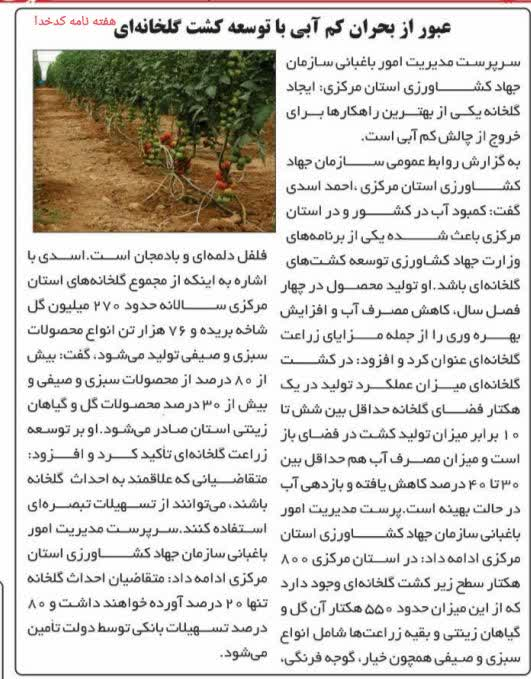 هفته نامه کدخدا
عبور از بحران کم آبی با توسعه کشت گلخانه‌ای
سرپرست مدیریت امور باغبانی سازمان
جهاد کشاورزی استان مرکزی: ایجاد
گلخانه یکی از بهترین راهکارها برای
خروج از چالش کم آبی است.
به گزارش روابط عمومی سازمان جهاد
کشاورزی استان مرکزی ،احمد اسدی
گفت: کمبود آب در کشور و در استان
مرکزی باعث شده یکی از برنامه‌های
وزارت جهاد کشاورزی توسعه کشت‌های
گلخانه‌ای باشد.او تولید محصول در چهار
فصل سال، کاهش مصرف آب و افزایش
بهره وری را از جمله مزایای زراعت
گلخانه‌ای عنوان کرد و افزود: در کشت
گلخانه‌ای میزان عملکرد تولید در یک
هکتار فضای گلخانه حداقل بین شش تا
۱۰ برابر میزان تولید کشت در فضای باز
است و میزان مصرف آب هم حداقل بین
۳۰ تا ۴۰ درصد کاهش یافته و بازدهی آب
در حالت بهینه است.پرست مدیریت امور
باغبانی سازمان جهاد کشاورزی استان
مرکزی ادامه داد: در استان مرکزی ۸۰۰
هکتار سطح زیر کشت گلخانه‌ای وجود دارد
که از این میزان حدود ۵۵۰ هکتار آن گل و
گیاهان زینتی و بقیه زراعت‌ها شامل انواع
سبزی و صیفی همچون خیار، گوجه فرنگی،
فلفل دلمه‌ای و بادمجان است.اسدی با
اشاره به اینکه از مجموع گلخانه‌های استان
مرکزی سالانه حدود ۲۷۰ میلیون گل
شاخه بریده و ۷۶ هزار تن انواع محصولات
سبزی و صیفی تولید می‌شود، گفت: بیش
از ۸۰ درصد از محصولات سبزی و صیفی و
بیش از ۳۰ درصد محصولات گل و گیاهان
زینتی استان صادر می‌شود.او بر توسعه
زراعت گلخانه‌ای تأکید کرد و افزود:
متقاضیانی که علاقمند به احداث گلخانه
باشند، می‌توانند از تسهیلات تبصره‌ای
استفاده کنند.سرپرست مدیریت امور
باغبانی سازمان جهاد کشاورزی استان
مرکزی ادامه داد: متقاضیان احداث گلخانه
تنها ۲۰ درصد آورده خواهند داشت و ۸۰
درصد تسهیلات بانکی توسط دولت تأمین
می‌شود.